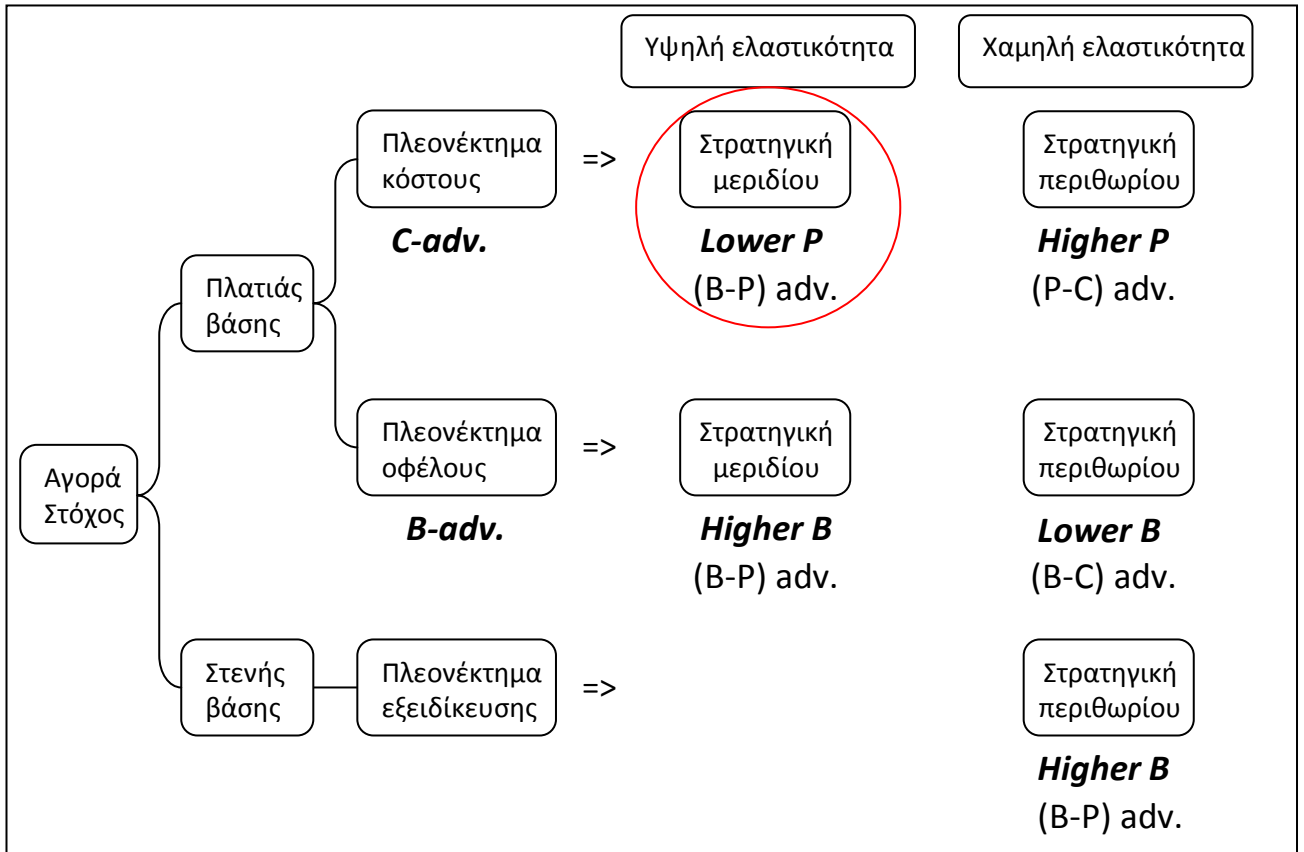 Υψηλή ελαστικότητα
Χαμηλή ελαστικότητα
Πλεονέκτημα
κόστους
=>
Στρατηγική
μεριδίου
Στρατηγική
περιθωρίου
C-adv.
Lower P
Higher P
(B-P) adv.
(P-C) adv.
Πλατιάς
βάσης
Πλεονέκτημα
οφέλους
=>
Στρατηγική
μεριδίου
Στρατηγική
περιθωρίου
Αγορά
Στόχος
B-adv.
Higher B
Lower B
(B-P) adv.
(B-C) adv.
Στενής
βάσης
Πλεονέκτημα
εξειδίκευσης
=>
Στρατηγική
περιθωρίου
Higher B
(B-P) adv.